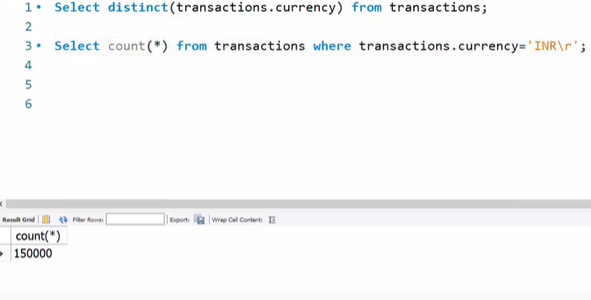 1 Select distinct(transactions.currency) from transactions;
2
3 Select count(*) from transactions where transactions.currency='INR\r';
4
5
6
Result Grid Filter Rows: Export: Wrap Cell Content:
count(*)
150000